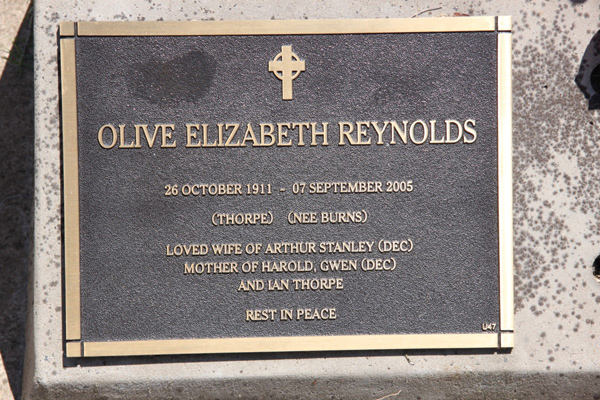 OLIVE ELIZABETH REYNOLDS
26 OCTOBER 1911 - 07 SEPTEMBER 2005
(THORPE) (NEE BURNS)
LOVED WIFE OF ARTHUR STANLEY (DEC)
MOTHER OF HAROLD, GWEN (DEC)
AND IAN THORPE
REST IN PEACE
U47